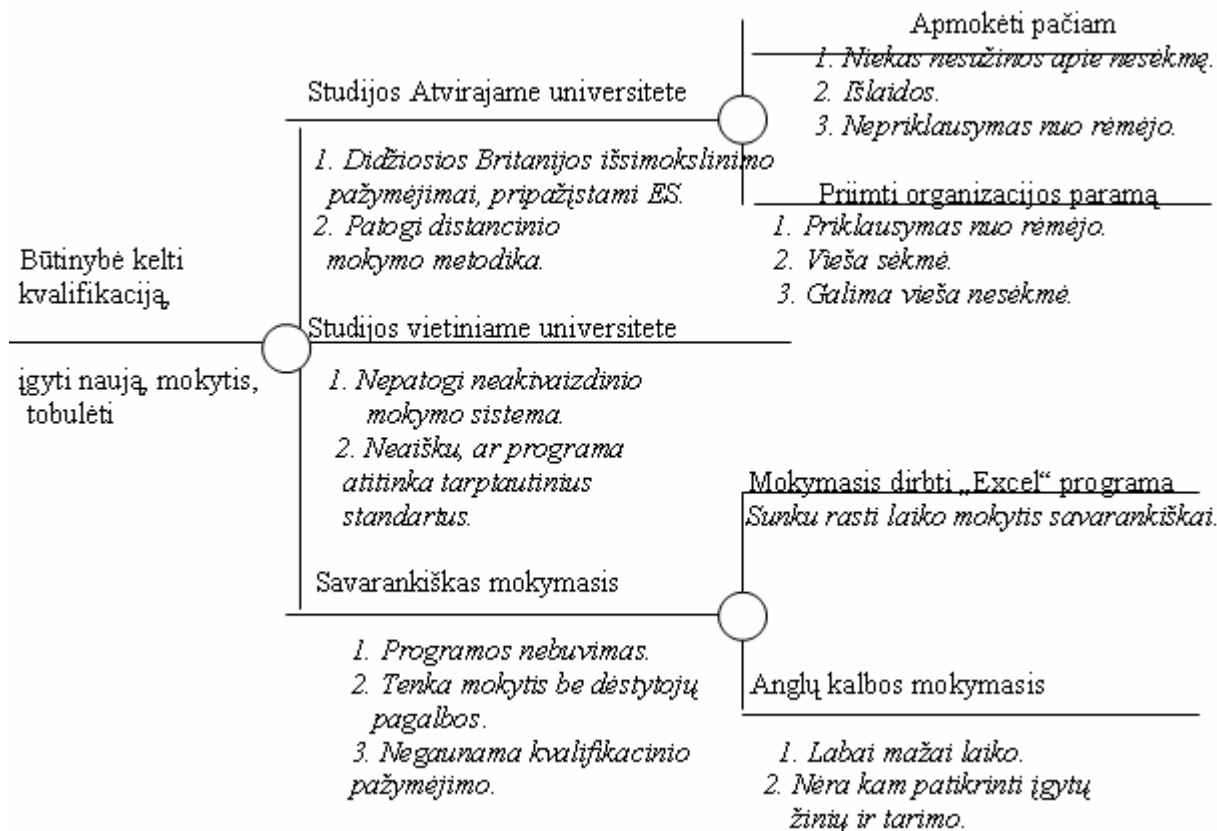 Būtinybė kelti
kvalifikaciją,
įgyti naują, mokytis,
tobulėti
Studijos Atvirajame universitete
1. Didžiosios Britanijos išsimokslinimo
pažymėjimai, pripažįstami ES.
2. Patogi distancinio
mokymo metodika.
Apmokėti pačiam
1. Niekas nesužinos apie nesėkmę.
2. Išlaidos.
3. Nepriklausymas nuo rėmėjo.
Priimti organizacijos paramą
1. Priklausymas nuo rėmėjo.
2. Vieša sėkmė.
3. Galima vieša nesėkmė.
Studijos vietiniame universitete
1. Nepatogi neakivaizdinio
mokymo sistema.
2. Neaišku, ar programa
atitinka tarptautinius
standartus.
Savarankiškas mokymasis
1. Programos nebuvimas.
2. Tenka mokytis be dėstytojų
pagalbos.
3. Negaunama kvalifikacinio
pažymėjimo.
Mokymasis dirbti „Excel“ programa
Sunku rasti laiko mokytis savarankiškai.
Anglų kalbos mokymasis
1. Labai mažai laiko.
2. Nėra kam patikrinti įgytų
žinių ir tarimo.